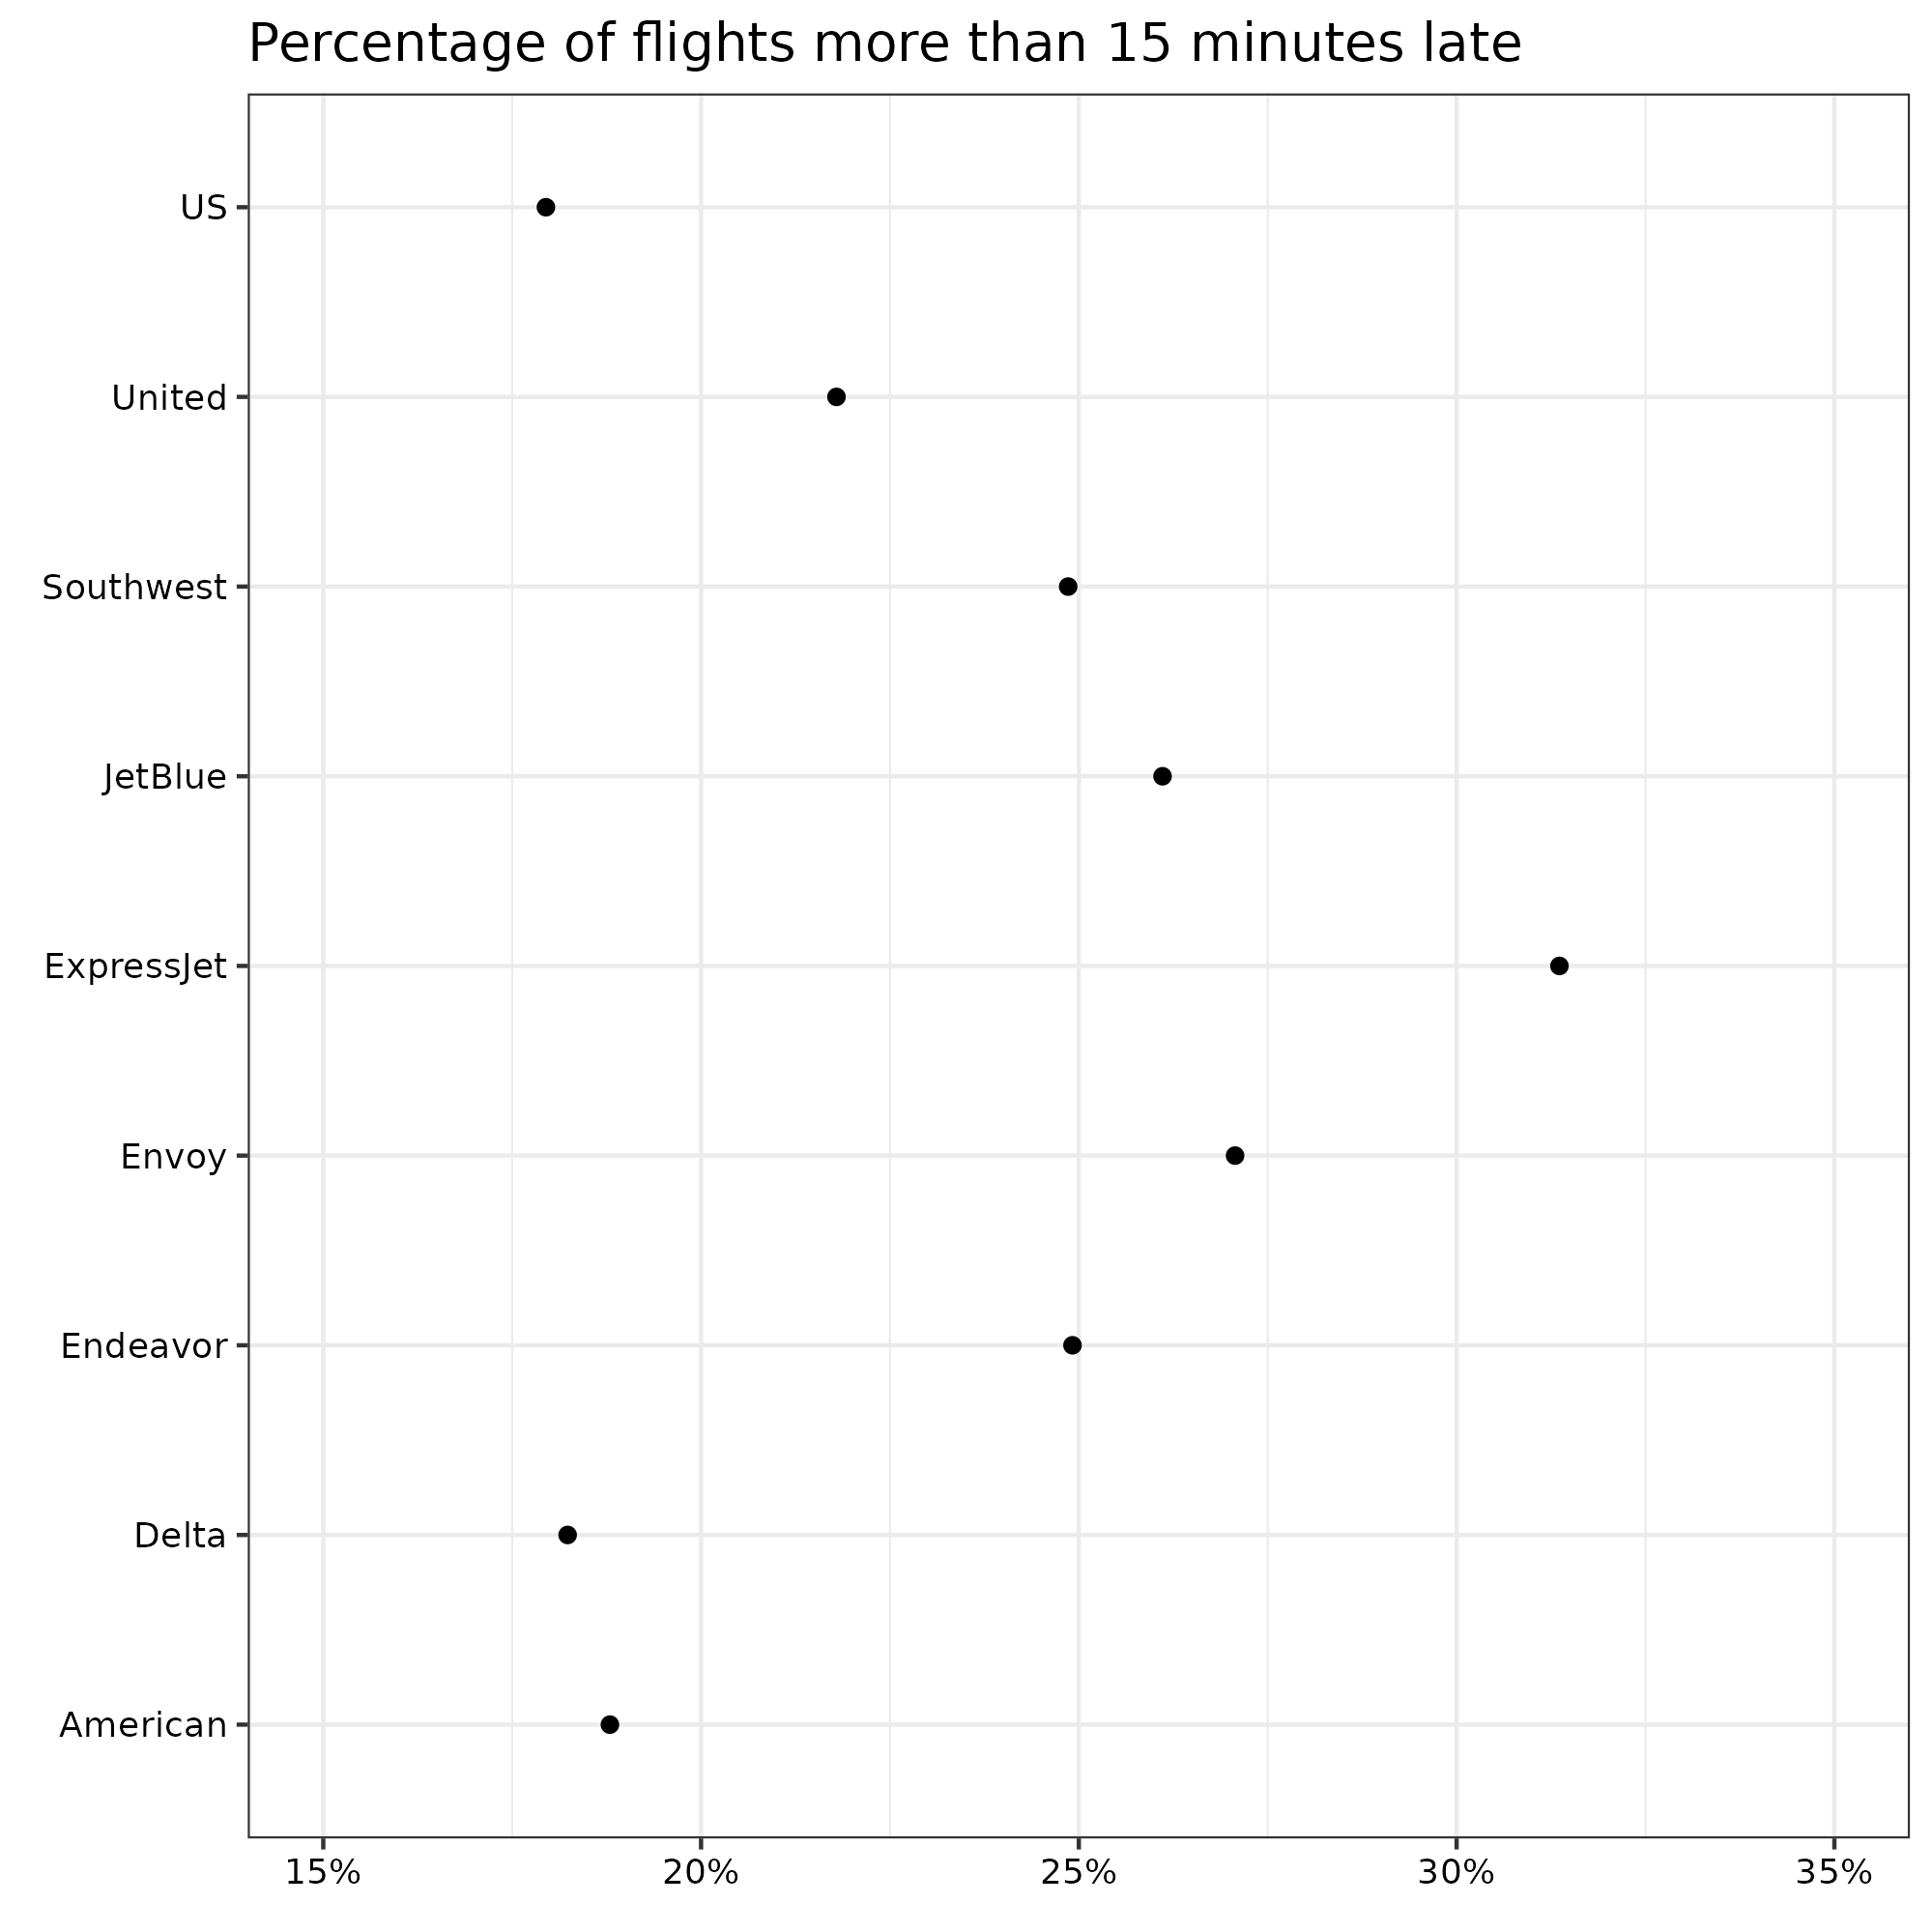 Percentage of flights more than 15 minutes late
US
United
Southwest
JetBlue
ExpressJet
Envoy
Endeavor
Delta
American
15% 20% 25% 30% 35%